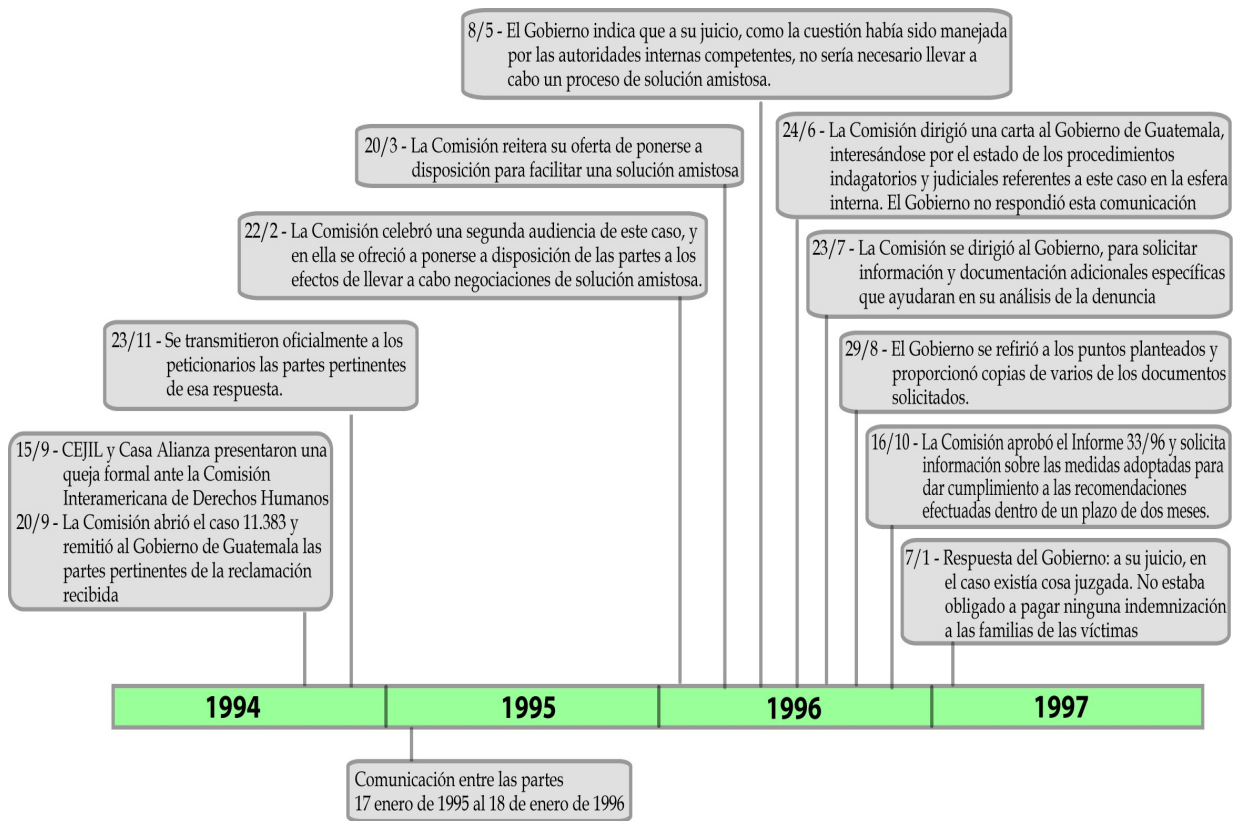 8/5 - El Gobierno indica que a su juicio, como la cuestión había sido manejada
por las autoridades internas competentes, no sería necesario llevar a
cabo un proceso de solución amistosa.
20/3 - La Comisión reitera su oferta de ponerse a
disposición para facilitar una solución amistosa
24/6 - La Comisión dirigió una carta al Gobierno de Guatemala,
interesándose por el estado de los procedimientos
indagatorios y judiciales referentes a este caso en la esfera
interna. El Gobierno no respondió esta comunicación
22/2 - La Comisión celebró una segunda audiencia de este caso, y
en ella se ofreció a ponerse a disposición de las partes a los
efectos de llevar a cabo negociaciones de solución amistosa.
23/7 - La Comisión se dirigió al Gobierno, para solicitar
información y documentación adicionales específicas
que ayudaran en su análisis de la denuncia
23/11 - Se transmitieron oficialmente a los
peticionarios las partes pertinentes
de esa respuesta.
29/8 - El Gobierno se refirió a los puntos planteados y
proporcionó copias de varios de los documentos
solicitados.
15/9 - CEJIL y Casa Alianza presentaron una
queja formal ante la Comisión
Interamericana de Derechos Humanos
20/9 - La Comisión abrió el caso 11.383 y
remitió al Gobierno de Guatemala las
partes pertinentes de la reclamación
recibida
16/10 - La Comisión aprobó el Informe 33/96 y solicita
información sobre las medidas adoptadas para
dar cumplimiento a las recomendaciones
efectuadas dentro de un plazo de dos meses.
7/1 - Respuesta del Gobierno: a su juicio, en
el caso existía cosa juzgada. No estaba
obligado a pagar ninguna indemnización
a las familias de las víctimas
1994
1995
1996
1997
Comunicación entre las partes
17 enero de 1995 al 18 de enero de 1996